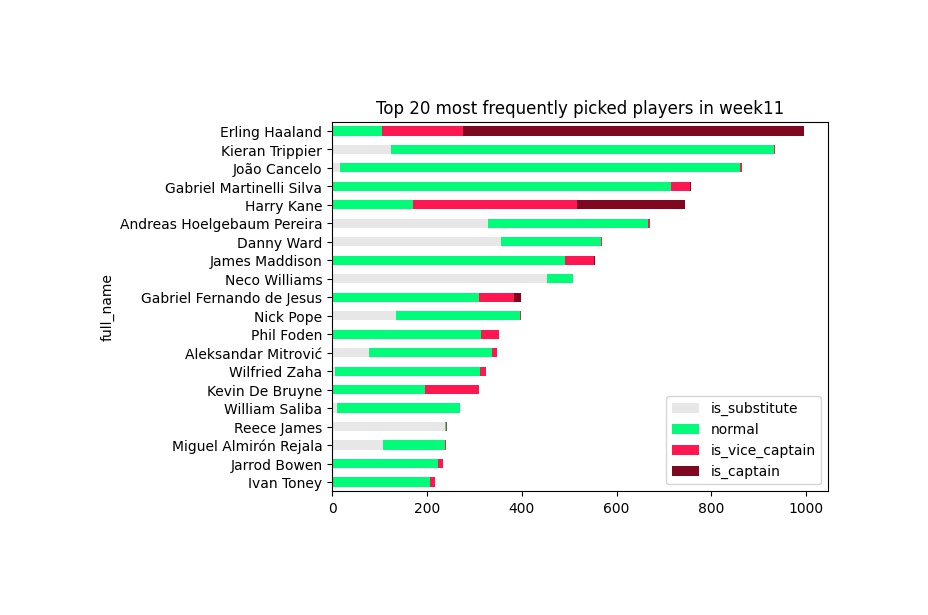 Top 20 most frequently picked players in week11
full_name
Erling Haaland
Kieran Trippier
João Cancelo
Gabriel Martinelli Silva
Harry Kane
Andreas Hoelgebaum Pereira
Danny Ward
James Maddison
Neco Williams
Gabriel Fernando de Jesus
Nick Pope
Phil Foden
Aleksandar Mitrović
Wilfried Zaha
Kevin De Bruyne
William Saliba
Reece James
Miguel Almirón Rejala
Jarrod Bowen
Ivan Toney
is_substitute
normal
is_vice_captain
is_captain
0 200 400 600 800 1000